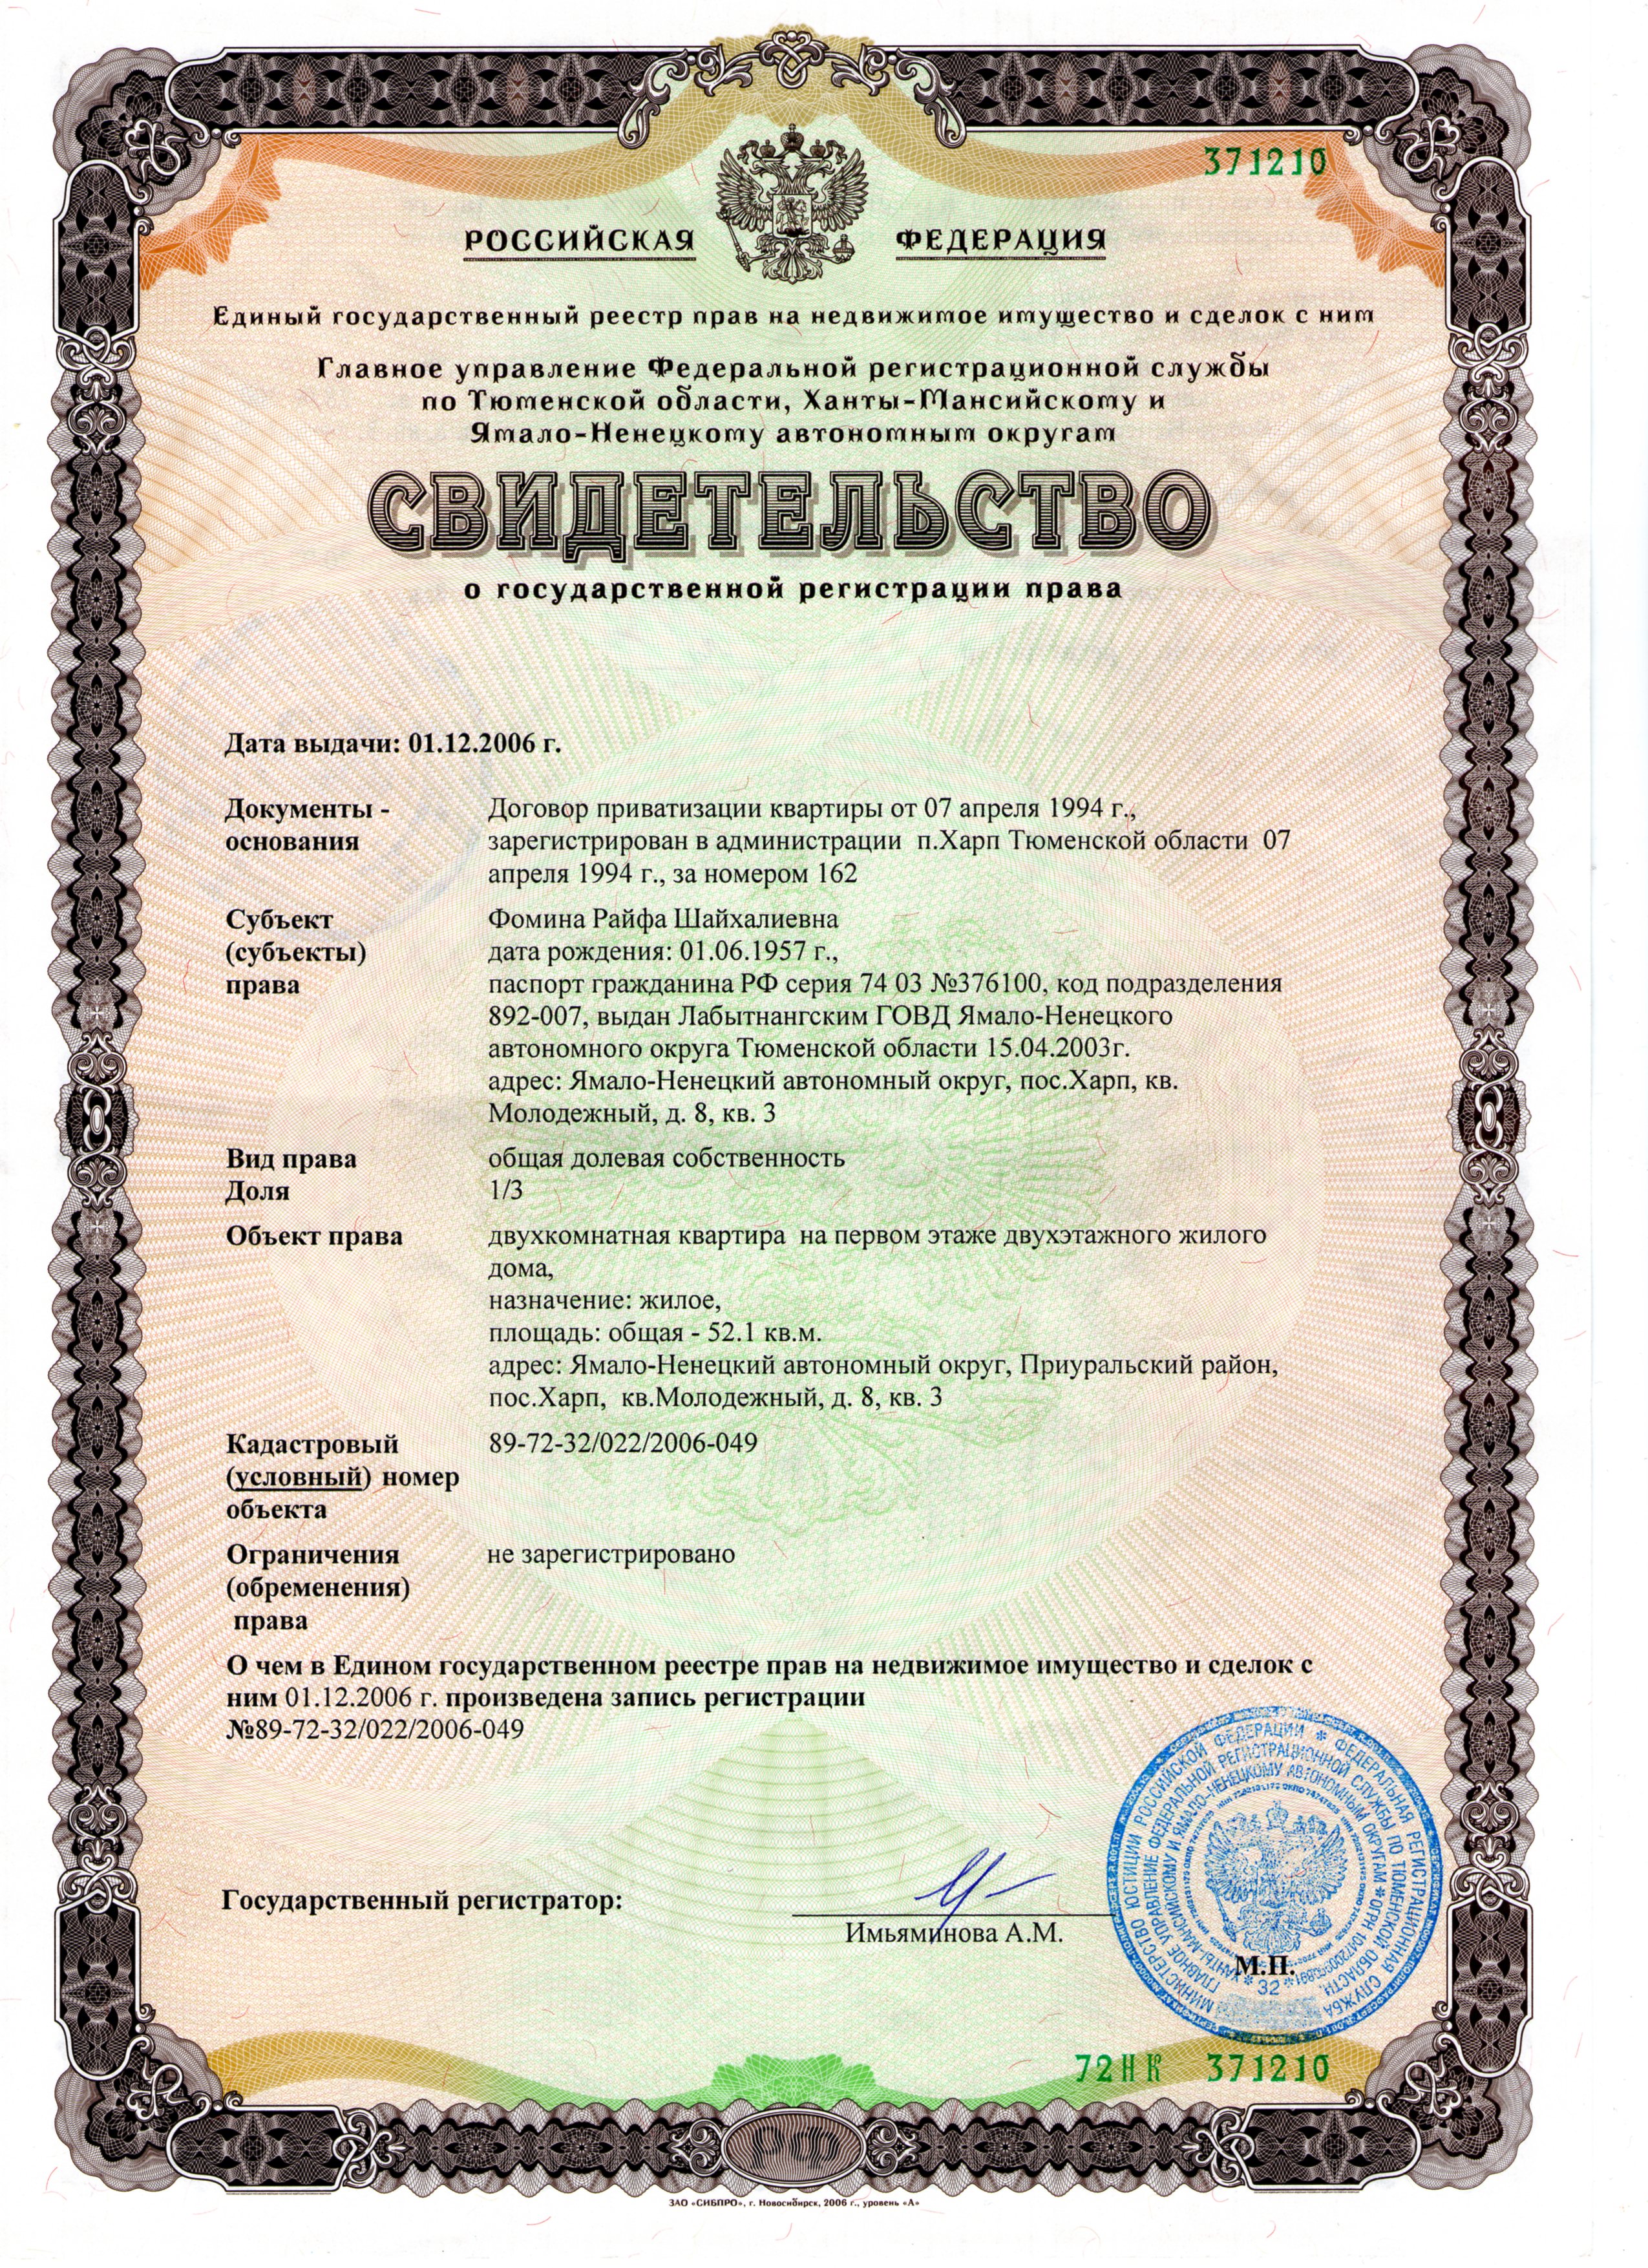 371210
РОССИЙСКАЯ ФЕДЕРАЦИЯ
Единый государственный реестр прав на недвижимое имущество и сделок с ним
Главное управление Федеральной регистрационной службы
по Тюменской области, Ханты-Мансийскому и
Ямало-Ненецкому автономным округам
СВИДЕТЕЛЬСТВО
о государственной регистрации права
Дата выдачи: 01.12.2006 г.
Документы - Договор приватизации квартиры от 07 апреля 1994 г.,
основания зарегистрирован в администрации п.Харп Тюменской области 07
апреля 1994 г., за номером 162
Субъект Фомина Райфа Шайхалиевна
(субъекты) дата рождения: 01.06.1957 г.,
права паспорт гражданина РФ серия 74 03 №376100, код подразделения
892-007, выдан Лабытнангским ГОВД Ямало-Ненецкого
автономного округа Тюменской области 15.04.2003г.
адрес: Ямало-Ненецкий автономный округ, пос.Харп, кв.
Молодежный, д. 8, кв. 3
Вид права общая долевая собственность
Доля 1/3
Объект права двухкомнатная квартира на первом этаже двухэтажного жилого
дома,
назначение: жилое,
площадь: общая - 52.1 кв.м.
адрес: Ямало-Ненецкий автономный округ, Приуральский район,
пос.Харп, кв.Молодежный, д. 8, кв. 3
Кадастровый 89-72-32/022/2006-049
(условный) номер
объекта
Ограничения не зарегистрировано
(обременения)
права
О чем в Едином государственном реестре прав на недвижимое имущество и сделок с
ним 01.12.2006 г. произведена запись регистрации
№89-72-32/022/2006-049
Государственный регистратор:
Имьяминова А.М.
МИНИСТЕРСТВО ЮСТИЦИИ РОССИЙСКОЙ ФЕДЕРАЦИИ * ФЕДЕРАЛЬНАЯ РЕГИСТРАЦИОННАЯ СЛУЖБА
ГЛАВНОЕ УПРАВЛЕНИЕ ФЕДЕРАЛЬНОЙ РЕГИСТРАЦИОННОЙ СЛУЖБЫ ПО ТЮМЕНСКОЙ ОБЛАСТИ,
ХАНТЫ-МАНСИЙСКОМУ И ЯМАЛО-НЕНЕЦКОМУ АВТОНОМНЫМ ОКРУГАМ
* 32 *
М.П.
72НК 371210
ЗАО «СИБПРО», г. Новосибирск, 2006 г., уровень «А»